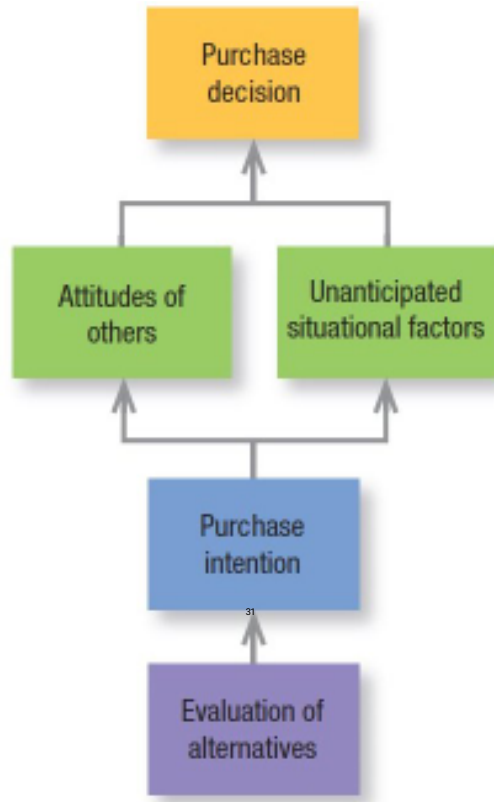 Purchase
decision
Attitudes of
others
Unanticipated
situational factors
Purchase
intention
31
Evaluation of
alternatives